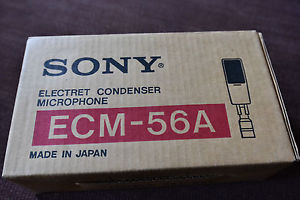 SONY®
ELECTRET CONDENSER
MICROPHONE
ECM-56A
MADE IN JAPAN